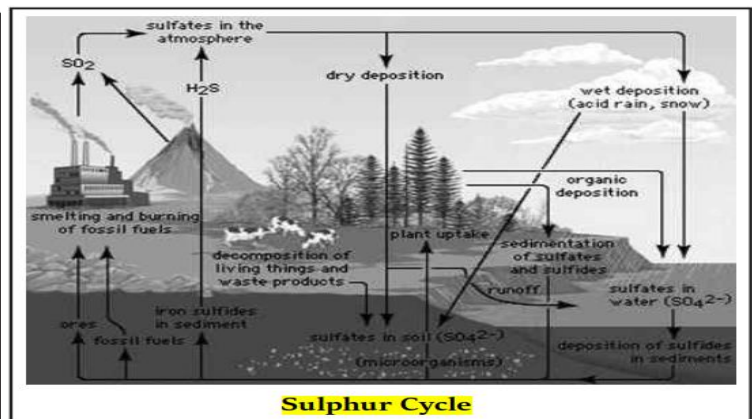 sulfates in the
atmosphere
SO2
H2S
dry deposition
wet deposition
(acid rain, snow)
organic
deposition
smelting and burning
of fossil fuels
decomposition of
living things and
waste products
plant uptake
sedimentation
of sulfates
and sulfides
runoff
sulfates in
water (SO4 2-)
ores
fossil fuels
iron sulfides
in sediment
sulfates in soil (SO4 2-)
(microorganisms)
deposition of sulfides
in sediments
Sulphur Cycle